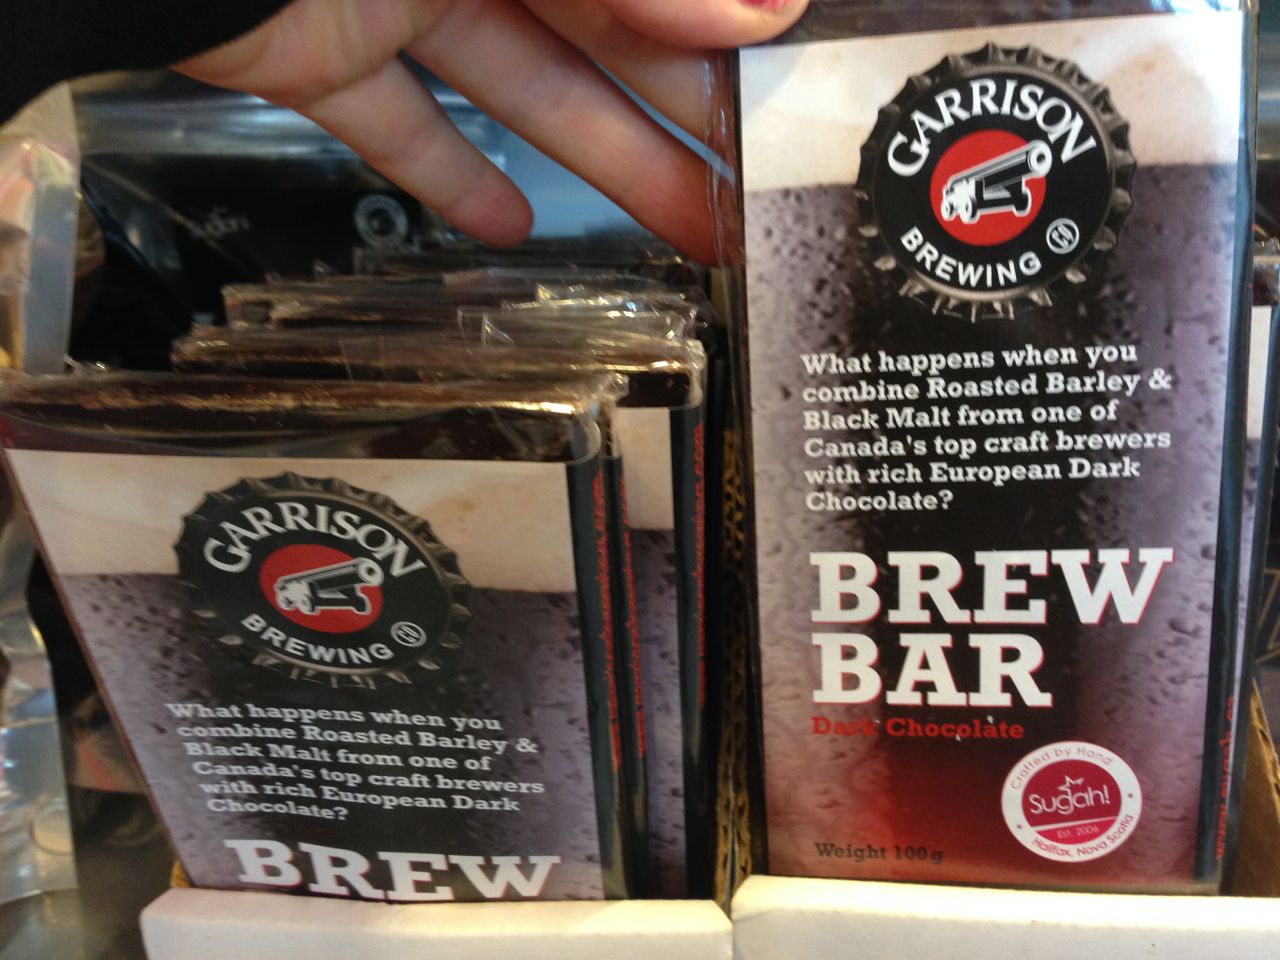 GARRISON
BREWING CO
What happens when you
combine Roasted Barley &
Black Malt from one of
Canada's top craft brewers
with rich European Dark
Chocolate?
BREW
GARRISON
BREWING CO
What happens when you
combine Roasted Barley &
Black Malt from one of
Canada's top craft brewers
with rich European Dark
Chocolate?
BREW
BAR
Dark Chocolate
Crafted by Hand
Sugah!
Est. 2006
Halifax, Nova Scotia
Weight 100g